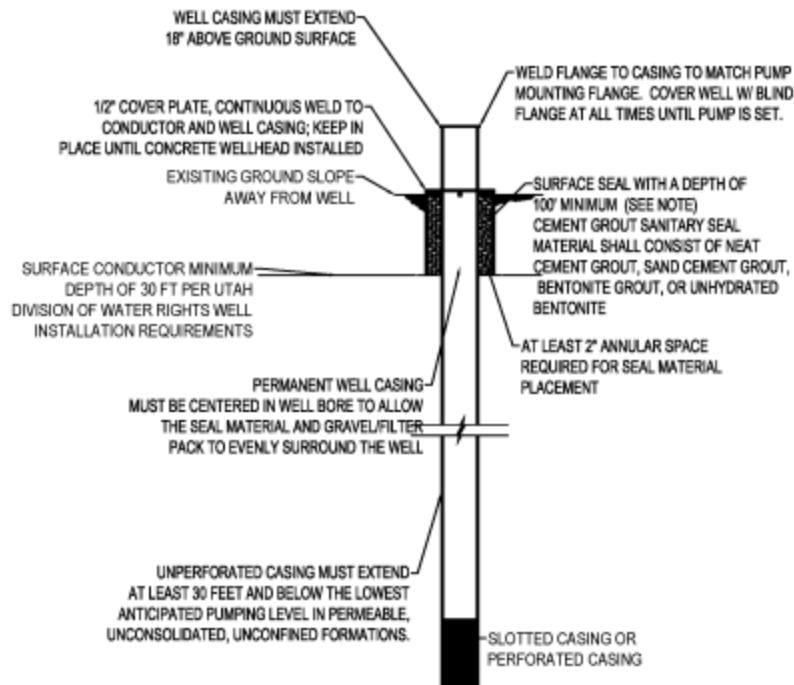 WELL CASING MUST EXTEND
18" ABOVE GROUND SURFACE
WELD FLANGE TO CASING TO MATCH PUMP
MOUNTING FLANGE. COVER WELL W/ BLIND
FLANGE AT ALL TIMES UNTIL PUMP IS SET.
1/2" COVER PLATE, CONTINUOUS WELD TO
CONDUCTOR AND WELL CASING; KEEP IN
PLACE UNTIL CONCRETE WELLHEAD INSTALLED
EXISITING GROUND SLOPE
AWAY FROM WELL
SURFACE SEAL WITH A DEPTH OF
100' MINIMUM (SEE NOTE)
CEMENT GROUT SANITARY SEAL
MATERIAL SHALL CONSIST OF NEAT
CEMENT GROUT, SAND CEMENT GROUT,
BENTONITE GROUT, OR UNHYDRATED
BENTONITE
SURFACE CONDUCTOR MINIMUM
DEPTH OF 30 FT PER UTAH
DIVISION OF WATER RIGHTS WELL
INSTALLATION REQUIREMENTS
AT LEAST 2" ANNULAR SPACE
REQUIRED FOR SEAL MATERIAL
PLACEMENT
PERMANENT WELL CASING
MUST BE CENTERED IN WELL BORE TO ALLOW
THE SEAL MATERIAL AND GRAVEL/FILTER
PACK TO EVENLY SURROUND THE WELL
UNPERFORATED CASING MUST EXTEND
AT LEAST 30 FEET AND BELOW THE LOWEST
ANTICIPATED PUMPING LEVEL IN PERMEABLE,
UNCONSOLIDATED, UNCONFINED FORMATIONS.
SLOTTED CASING OR
PERFORATED CASING